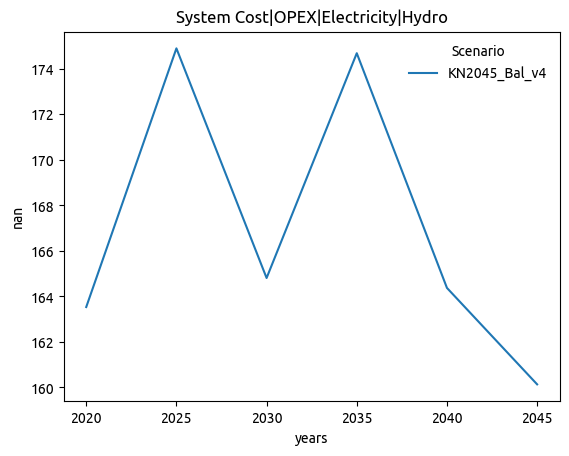 System Cost|OPEX|Electricity|Hydro
Scenario
KN2045_Bal_v4
174
172
170
168
166
164
162
160
nan
2020 2025 2030 2035 2040 2045
years